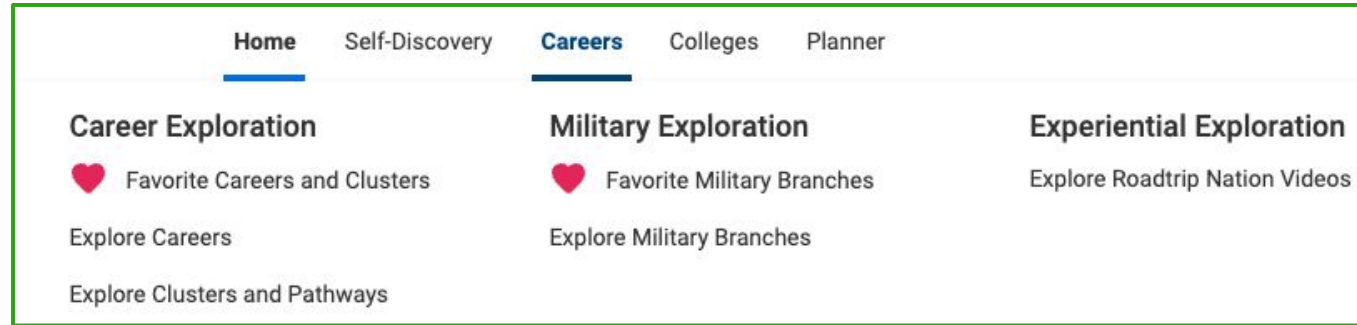 Home Self-Discovery Careers Colleges Planner
Career Exploration
Favorite Careers and Clusters
Explore Careers
Explore Clusters and Pathways
Military Exploration
Favorite Military Branches
Explore Military Branches
Experiential Exploration
Explore Roadtrip Nation Videos